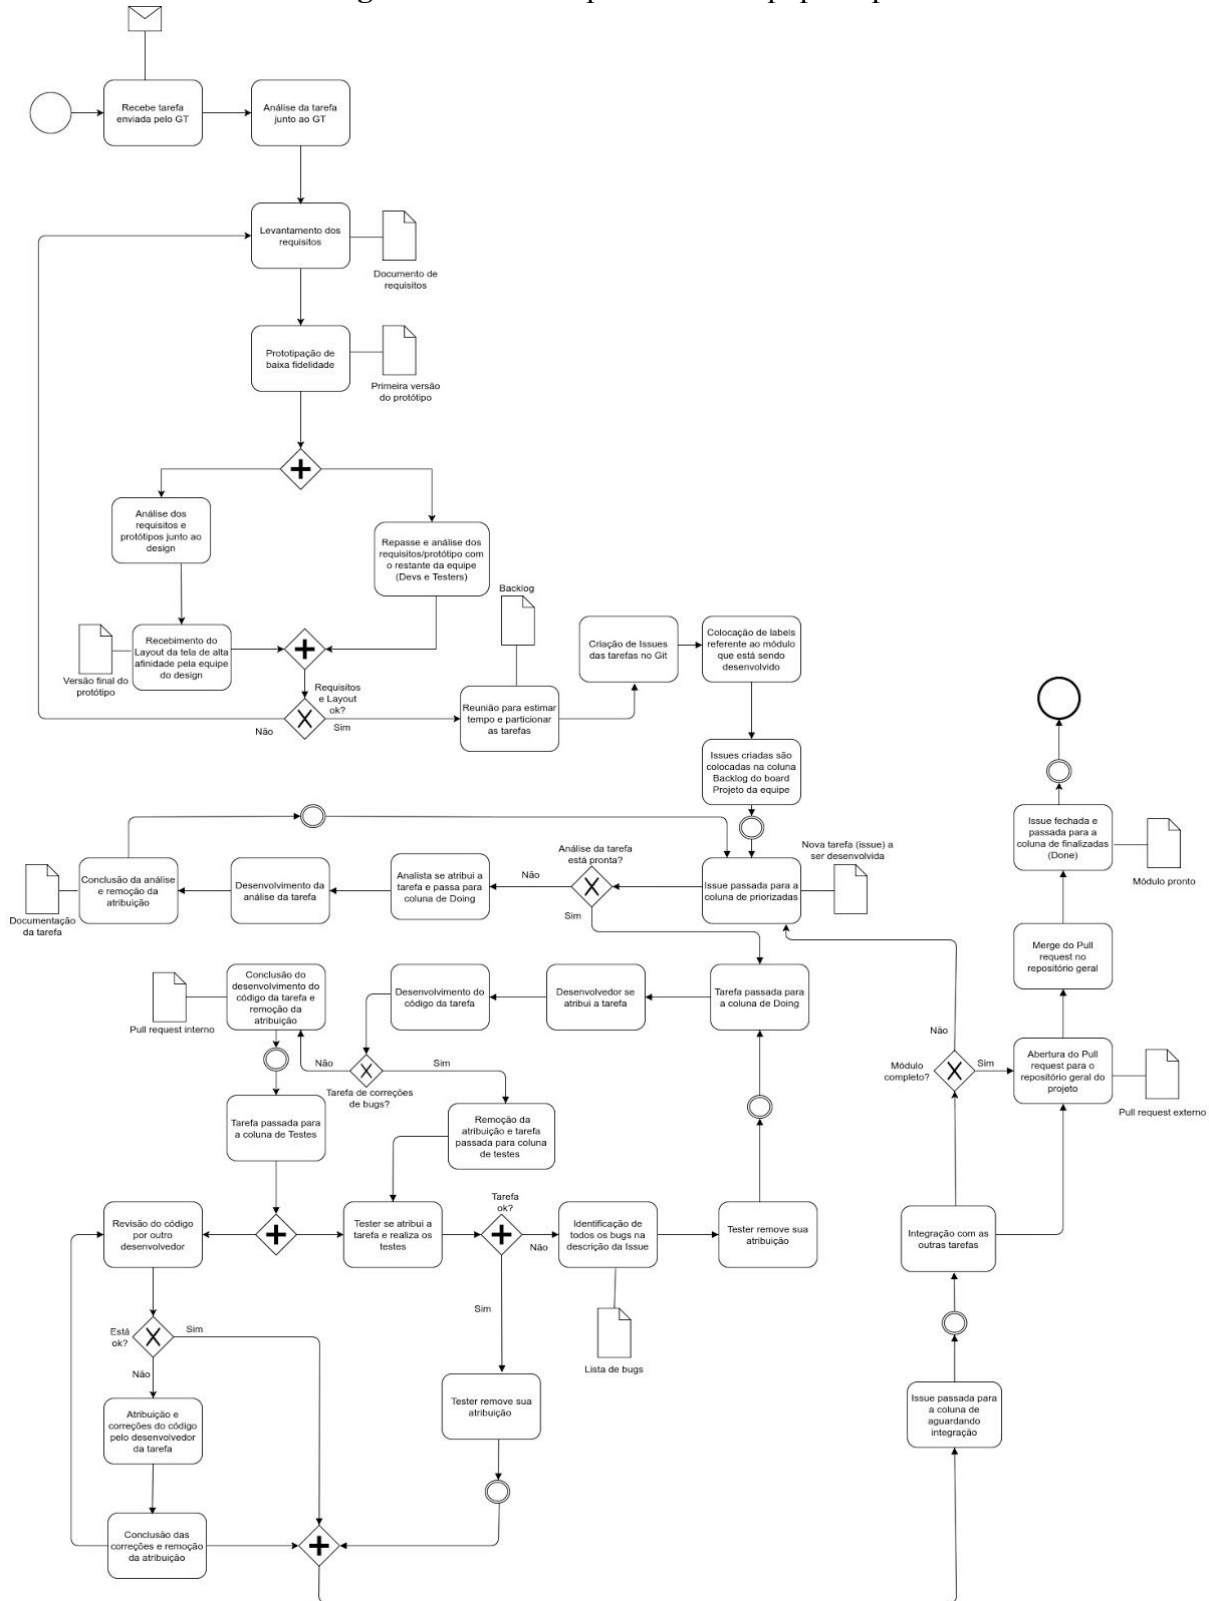 Recebe tarefa
enviada pelo GT
Análise da tarefa
junto ao GT
Levantamento dos
requisitos
Documento de
requisitos
Prototipação de
baixa fidelidade
Primeira versão
do protótipo
Análise dos
requisitos e
protótipos junto ao
design
Repasse e análise dos
requisitos/protótipo com
o restante da equipe
(Devs e Testers)
Backlog
Recebimento do
Layout da tela de alta
afinidade pela equipe
do design
Versão final do
protótipo
Requisitos
e Layout
ok?
Não
Sim
Reunião para estimar
tempo e particionar
as tarefas
Criação de Issues
das tarefas no Git
Colocação de labels
referente ao módulo
que está sendo
desenvolvido
Issues criadas são
colocadas na coluna
Backlog do board
Projeto da equipe
Análise da tarefa
está pronta?
Nova tarefa (issue) a
ser desenvolvida
Issue fechada e
passada para a
coluna de finalizadas
(Done)
Módulo pronto
Conclusão da análise
e remoção da
atribuição
Documentação
da tarefa
Desenvolvimento da
análise da tarefa
Analista se atribui a
tarefa e passa para
coluna de Doing
Não
Sim
Issue passada para a
coluna de priorizadas
Merge do Pull
request no
repositório geral
Conclusão do
desenvolvimento do
código da tarefa e
remoção da
atribuição
Pull request interno
Desenvolvimento do
código da tarefa
Desenvolvedor se
atribui a tarefa
Tarefa passada para
a coluna de Doing
Não
Sim
Tarefa de correções
de bugs?
Não
Módulo
completo?
Sim
Abertura do Pull
request para o
repositório geral do
projeto
Pull request externo
Tarefa passada para
a coluna de Testes
Remoção da
atribuição e tarefa
passada para coluna
de testes
Revisão do código
por outro
desenvolvedor
Tester se atribui a
tarefa e realiza os
testes
Tarefa
ok?
Não
Sim
Identificação de
todos os bugs na
descrição da Issue
Lista de bugs
Tester remove sua
atribuição
Integração com as
outras tarefas
Está
ok?
Sim
Não
Tester remove sua
atribuição
Issue passada para
a coluna de
aguardando
integração
Atribuição e
correções do código
pelo desenvolvedor
da tarefa
Conclusão das
correções e remoção
da atribuição